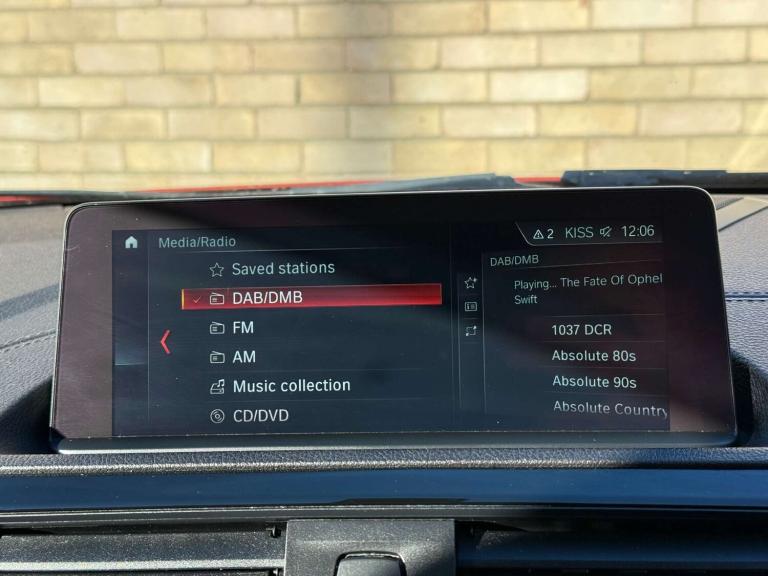 Media/Radio
2 KISS 12:06
Saved stations
DAB/DMB
FM
AM
Music collection
CD/DVD
DAB/DMB
Playing... The Fate Of Ophel
Swift
1037 DCR
Absolute 80s
Absolute 90s
Absolute Country